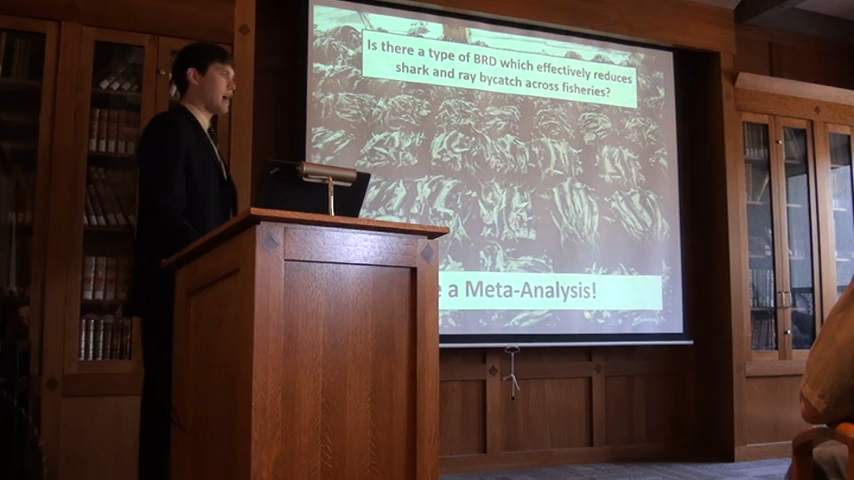 Is there a type of BRD which effectively reduces
shark and ray bycatch across fisheries?
a Meta-Analysis!